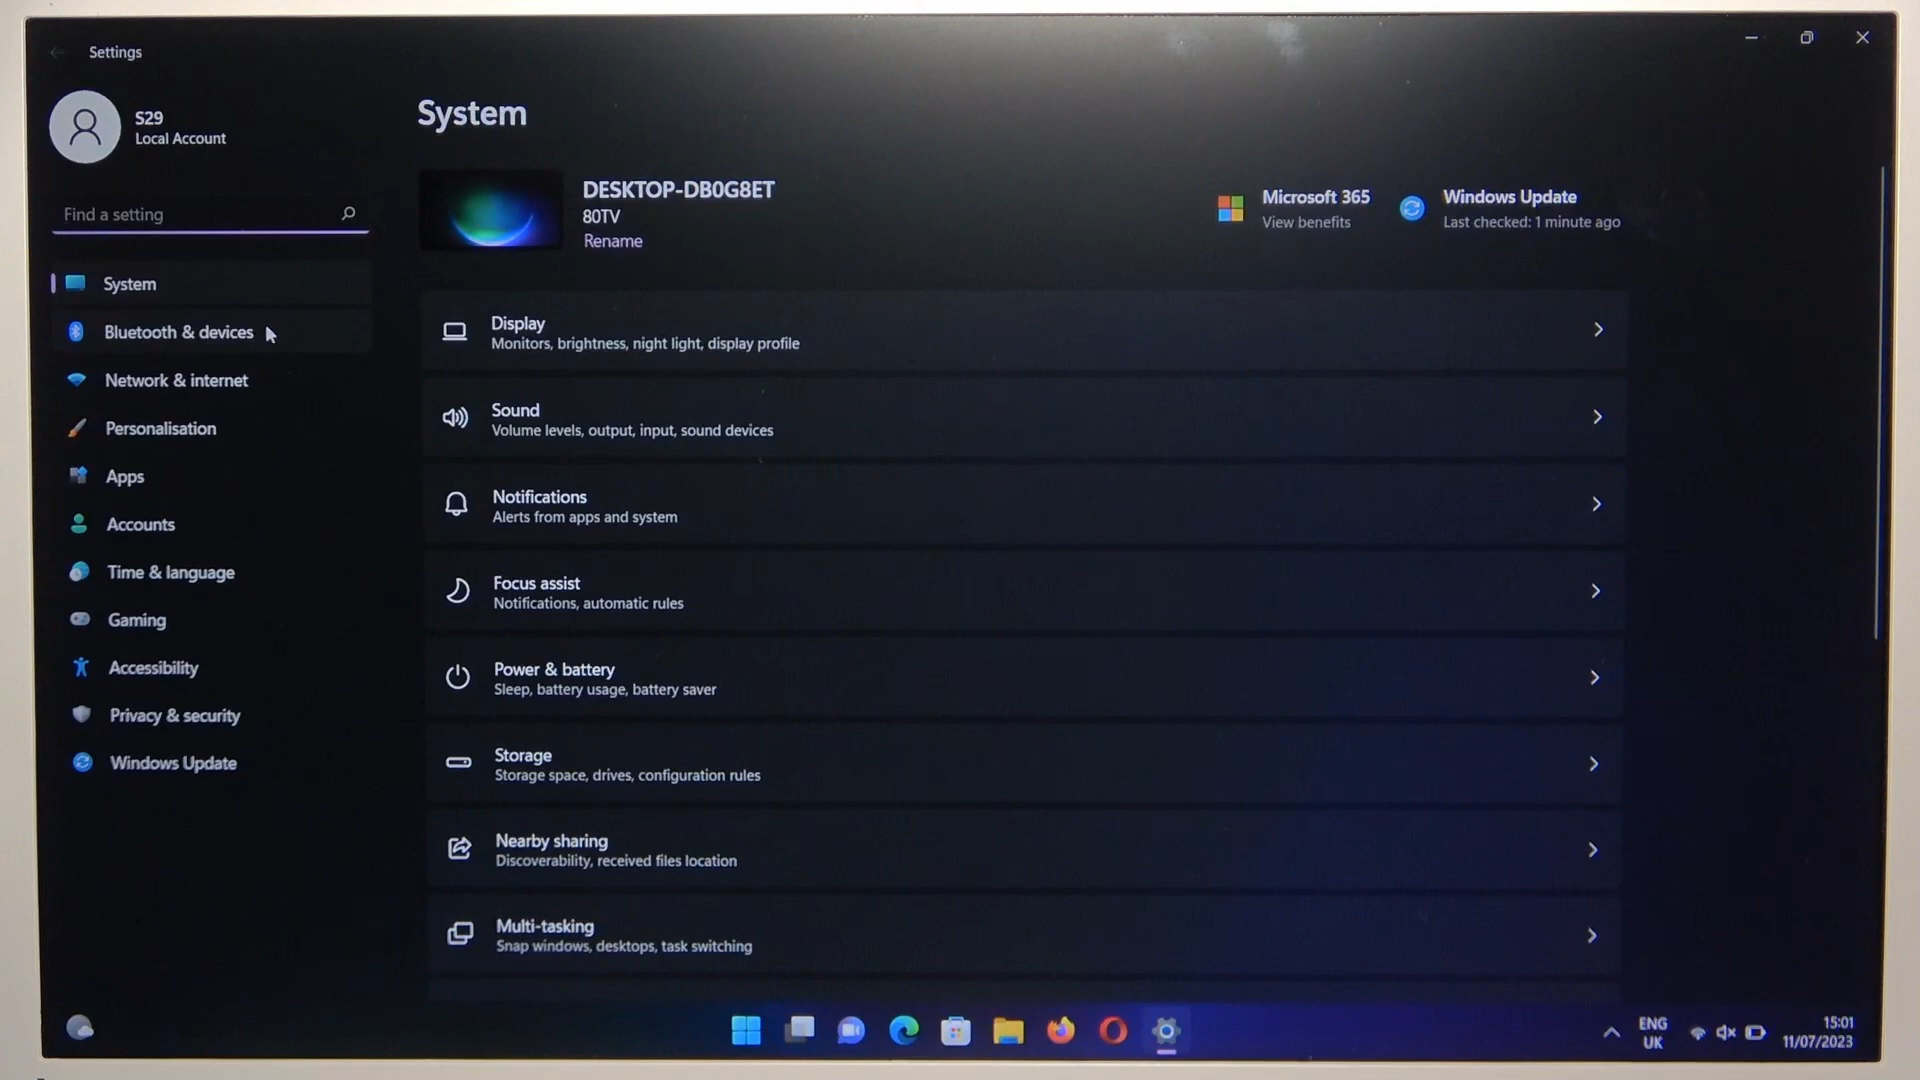 Settings
S29
Local Account
Find a setting
System
Bluetooth & devices
Network & internet
Personalisation
Apps
Accounts
Time & language
Gaming
Accessibility
Privacy & security
Windows Update
System
DESKTOP-DB0G8ET
80TV
Rename
Microsoft 365
View benefits
Windows Update
Last checked: 1 minute ago
Display
Monitors, brightness, night light, display profile
Sound
Volume levels, output, input, sound devices
Notifications
Alerts from apps and system
Focus assist
Notifications, automatic rules
Power & battery
Sleep, battery usage, battery saver
Storage
Storage space, drives, configuration rules
Nearby sharing
Discoverability, received files location
Multi-tasking
Snap windows, desktops, task switching
ENG
UK
15:01
11/07/2023